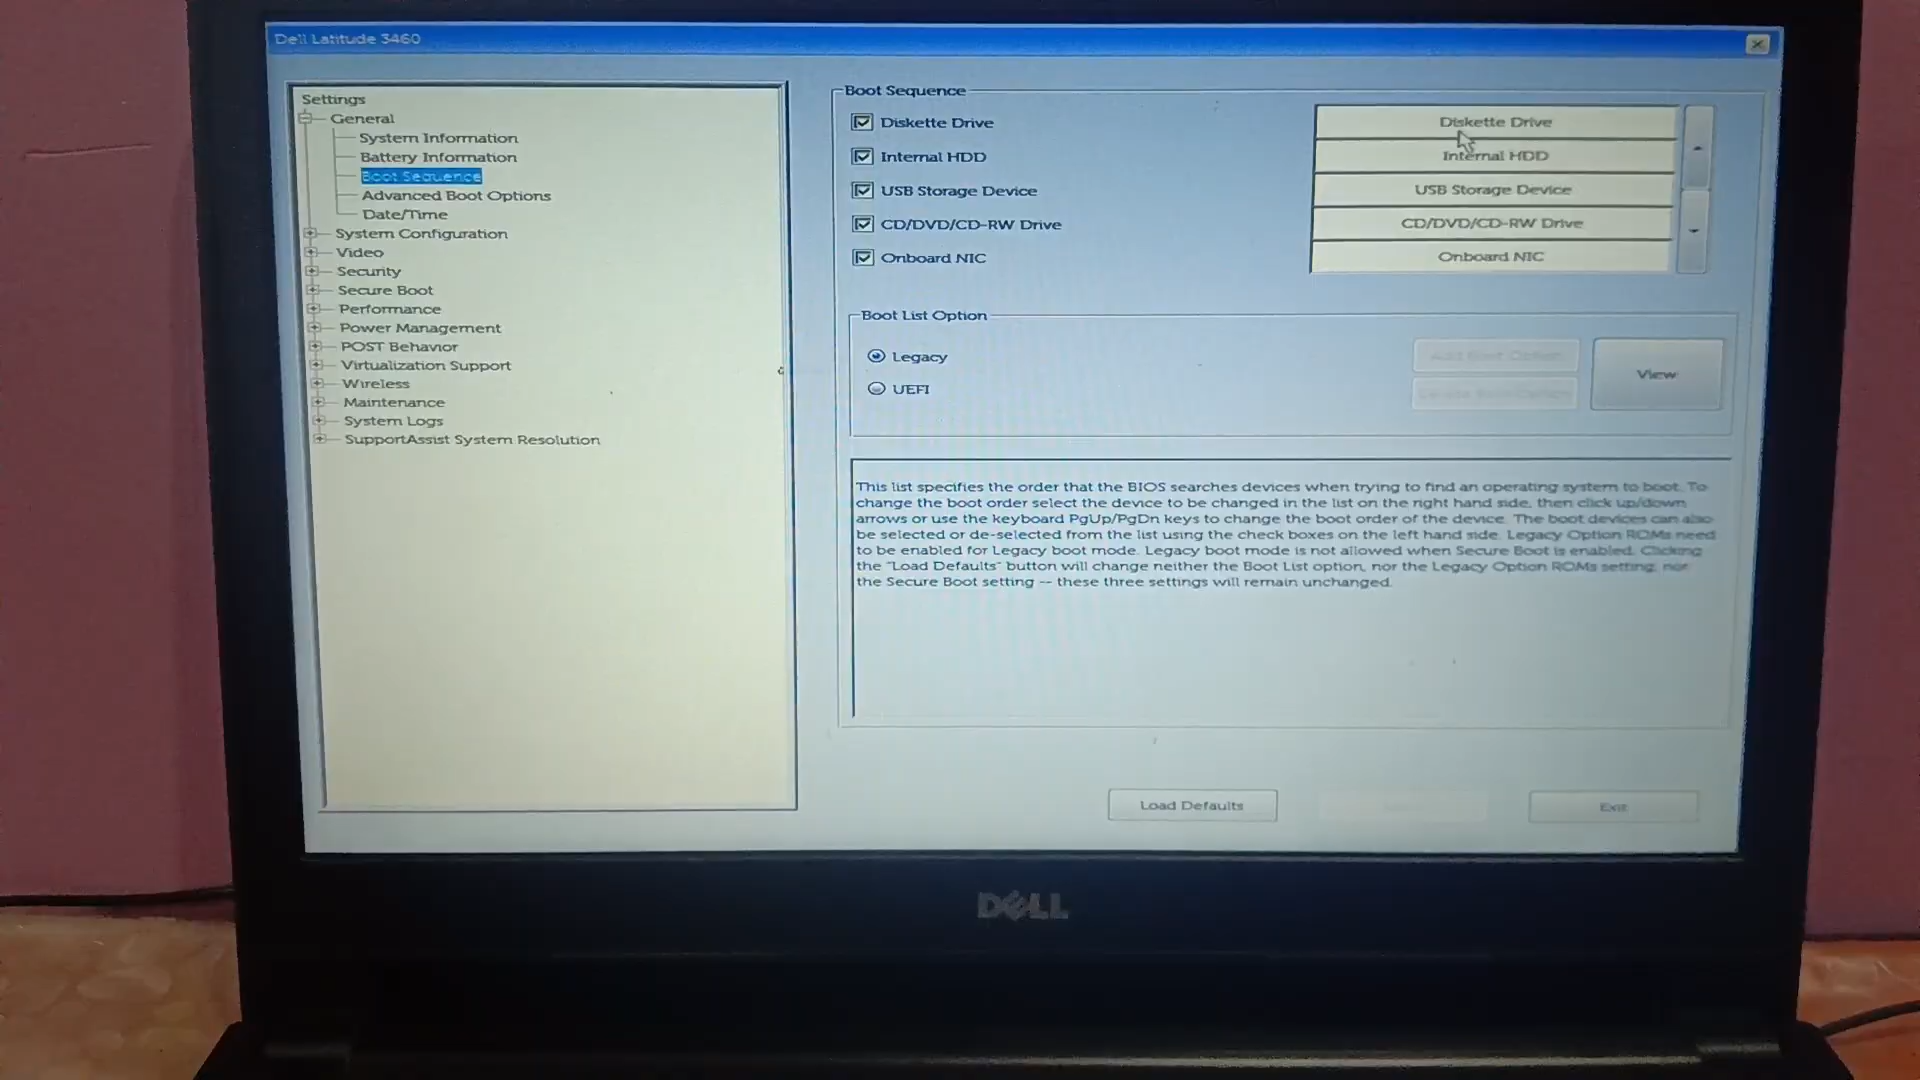 Dell Latitude 3460
Settings
General
System Information
Battery Information
Boot Sequence
Advanced Boot Options
Date/Time
System Configuration
Video
Security
Secure Boot
Performance
Power Management
POST Behavior
Virtualization Support
Wireless
Maintenance
System Logs
SupportAssist System Resolution
Boot Sequence
Diskette Drive
Internal HDD
USB Storage Device
CD/DVD/CD-RW Drive
Onboard NIC
Diskette Drive
Internal HDD
USB Storage Device
CD/DVD/CD-RW Drive
Onboard NIC
Boot List Option
Legacy
UEFI
Add Boot Option
View
This list specifies the order that the BIOS searches devices when trying to find an operating system to boot. To
change the boot order select the device to be changed in the list on the right hand side, then click up/down
arrows or use the keyboard PgUp/PgDn keys to change the boot order of the device. The boot devices can also
be selected or de-selected from the list using the check boxes on the left hand side. Legacy Option ROMs need
to be enabled for Legacy boot mode. Legacy boot mode is not allowed when Secure Boot is enabled. Clicking
the "Load Defaults" button will change neither the Boot List option, nor the Legacy Option ROMs setting, nor
the Secure Boot setting -- these three settings will remain unchanged.
Load Defaults
Exit
DELL